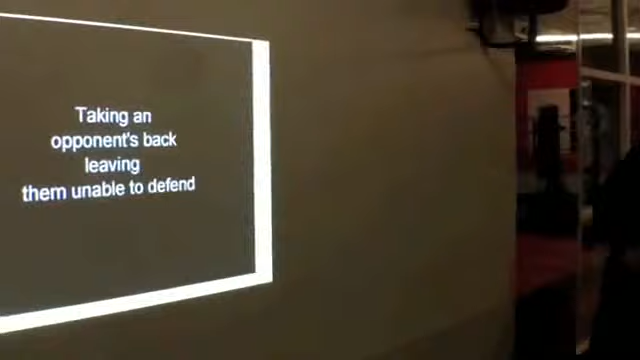 Taking an
opponent's back
leaving
them unable to defend